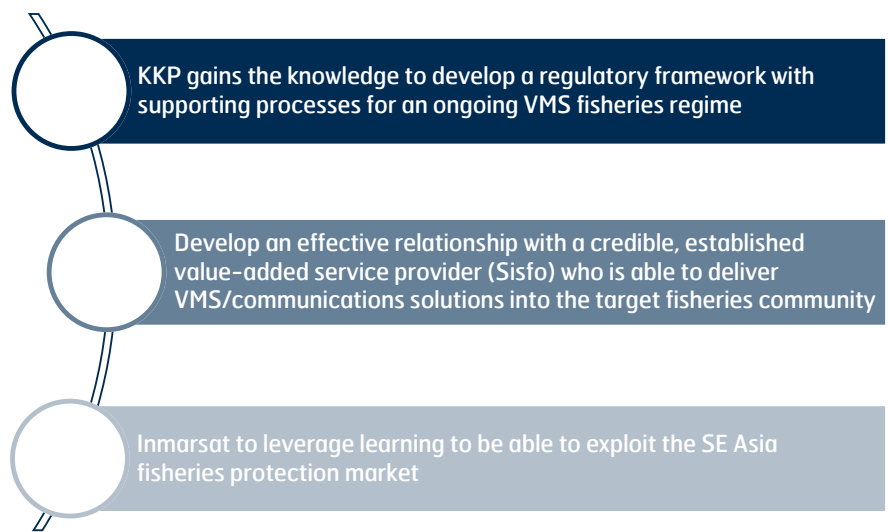 KKP gains the knowledge to develop a regulatory framework with
supporting processes for an ongoing VMS fisheries regime
Develop an effective relationship with a credible, established
value-added service provider (Sisfo) who is able to deliver
VMS/communications solutions into the target fisheries community
Inmarsat to leverage learning to be able to exploit the SE Asia
fisheries protection market